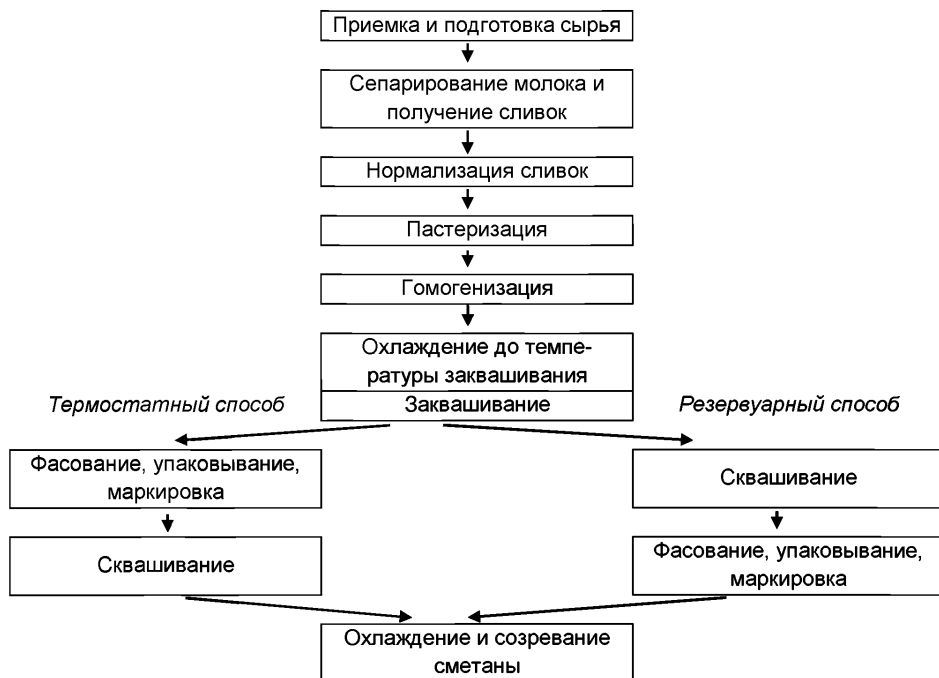 Приемка и подготовка сырья
Сепарирование молока и
получение сливок
Нормализация сливок
Пастеризация
Гомогенизация
Охлаждение до темпе-
ратуры заквашивания
Заквашивание
Термостатный способ
Резервуарный способ
Фасование, упаковывание,
маркировка
Сквашивание
Сквашивание
Фасование, упаковывание,
маркировка
Охлаждение и созревание
сметаны